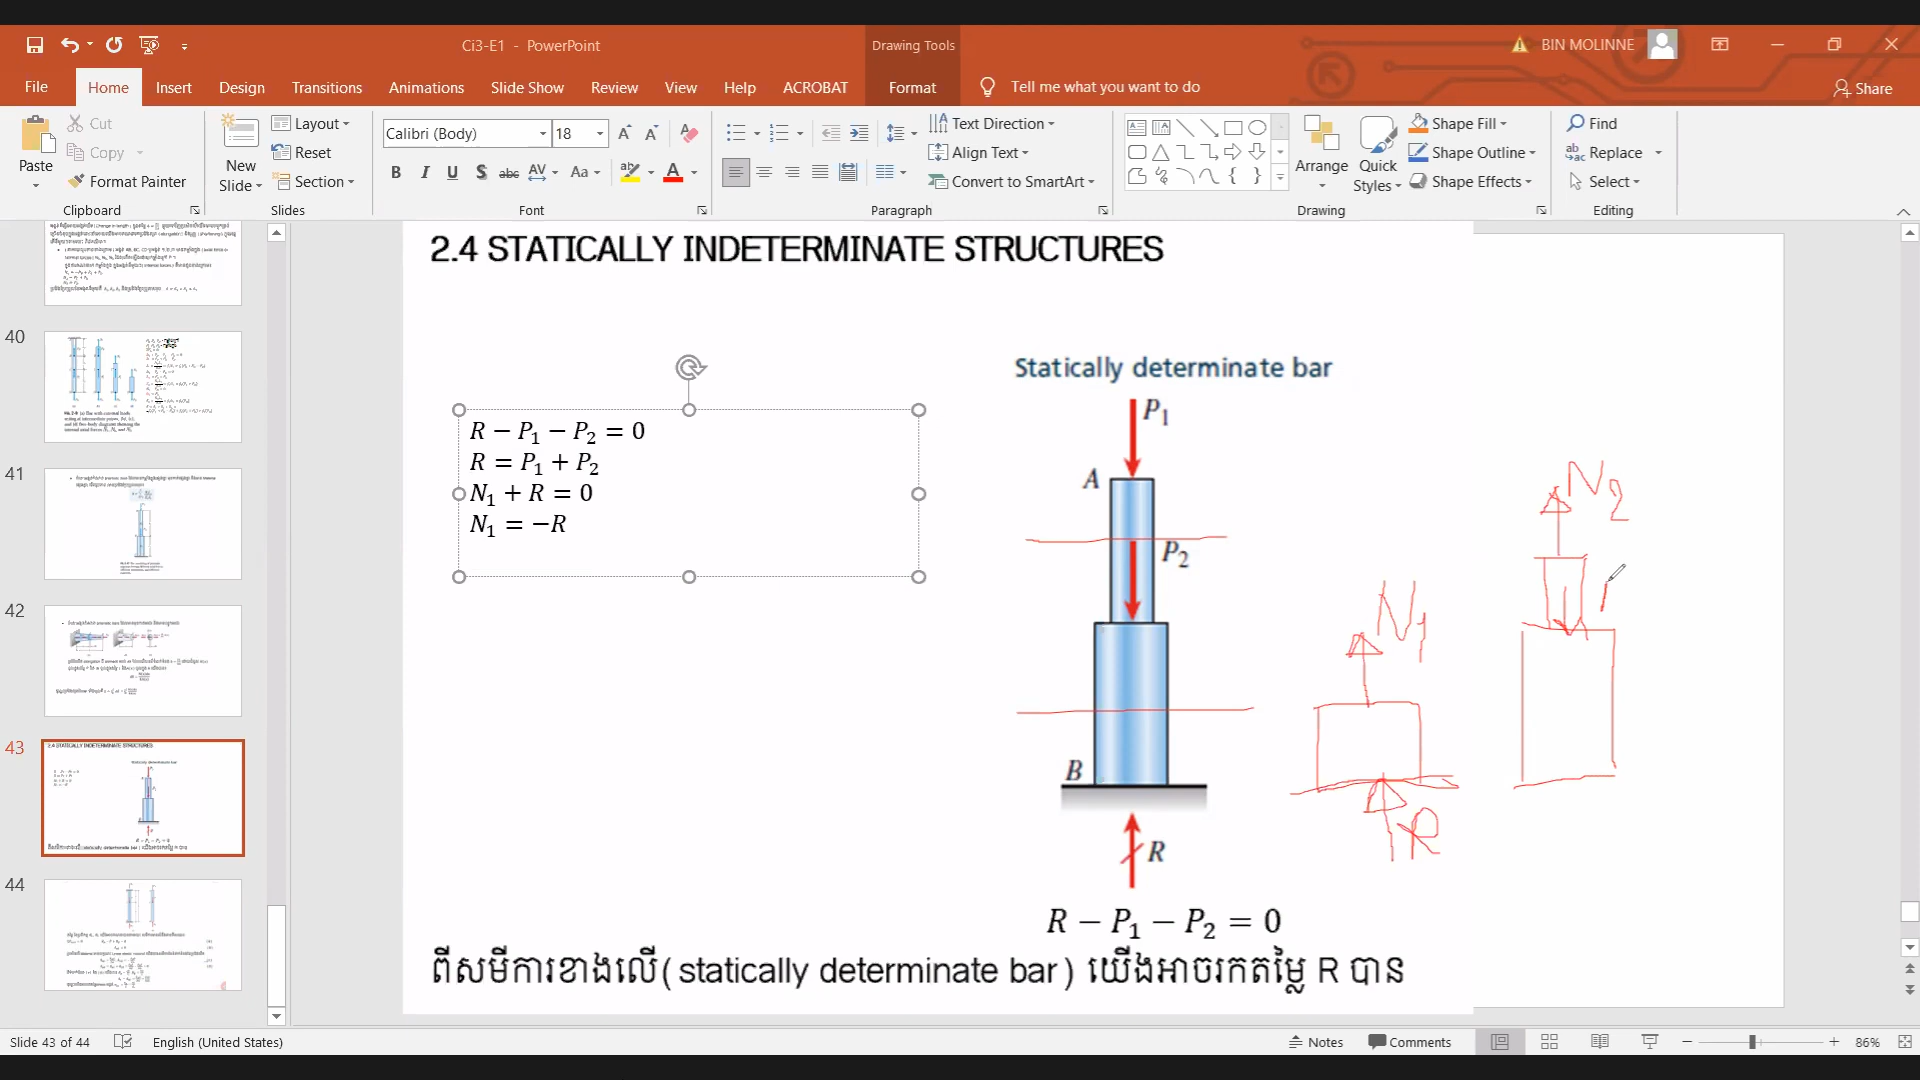 Ci3-E1 - PowerPoint
Drawing Tools
BIN MOLINNE
File
Home
Insert
Design
Transitions
Animations
Slide Show
Review
View
Help
ACROBAT
Format
Tell me what you want to do
Share
Paste
Cut
Copy
Format Painter
Clipboard
New Slide
Layout
Reset
Section
Slides
Calibri (Body)
18
Font
Text Direction
Align Text
Convert to SmartArt
Paragraph
Arrange
Quick Styles
Shape Fill
Shape Outline
Shape Effects
Drawing
Find
Replace
Select
Editing
40
41
42
43
44
2.4 STATICALLY INDETERMINATE STRUCTURES
R − P₁ − P₂ = 0
R = P₁ + P₂
N₁ + R = 0
N₁ = −R
Statically determinate bar
P₁
A
P₂
B
R
N₁
R
N₂
R − P₁ − P₂ = 0
ពីសមីការខាងលើ(statically determinate bar) យើងអាចរកតម្លៃ R បាន
Slide 43 of 44
English (United States)
Notes
Comments
86%